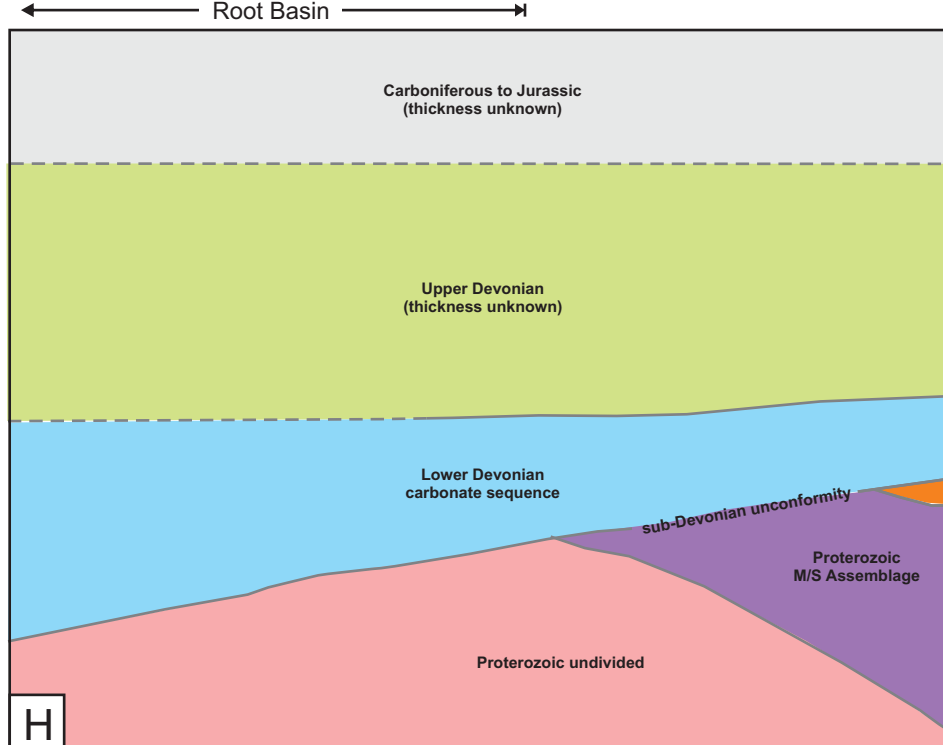 Root Basin
Carboniferous to Jurassic
(thickness unknown)
Upper Devonian
(thickness unknown)
Lower Devonian
carbonate sequence
sub-Devonian unconformity
Proterozoic
M/S Assemblage
Proterozoic undivided
H